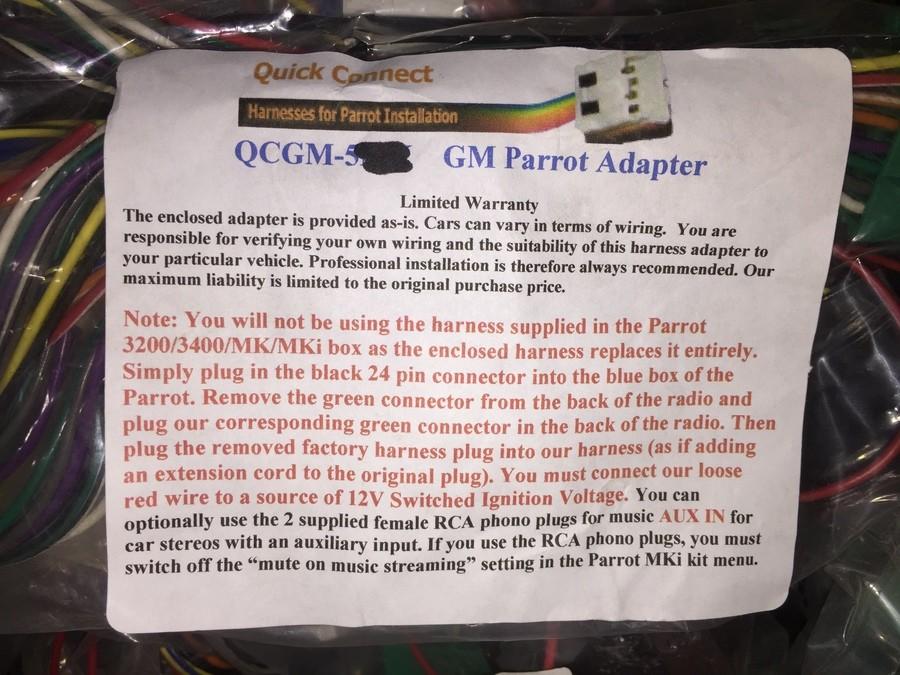 Quick Connect
Harnesses for Parrot Installation
QCGM-5 GM Parrot Adapter
Limited Warranty
The enclosed adapter is provided as-is. Cars can vary in terms of wiring. You are
responsible for verifying your own wiring and the suitability of this harness adapter to
your particular vehicle. Professional installation is therefore always recommended. Our
maximum liability is limited to the original purchase price.
Note: You will not be using the harness supplied in the Parrot
3200/3400/MK/MKi box as the enclosed harness replaces it entirely.
Simply plug in the black 24 pin connector into the blue box of the
Parrot. Remove the green connector from the back of the radio and
plug our corresponding green connector in the back of the radio. Then
plug the removed factory harness plug into our harness (as if adding
an extension cord to the original plug). You must connect our loose
red wire to a source of 12V Switched Ignition Voltage. You can
optionally use the 2 supplied female RCA phono plugs for music AUX IN for
car stereos with an auxiliary input. If you use the RCA phono plugs, you must
switch off the “mute on music streaming” setting in the Parrot MKi kit menu.